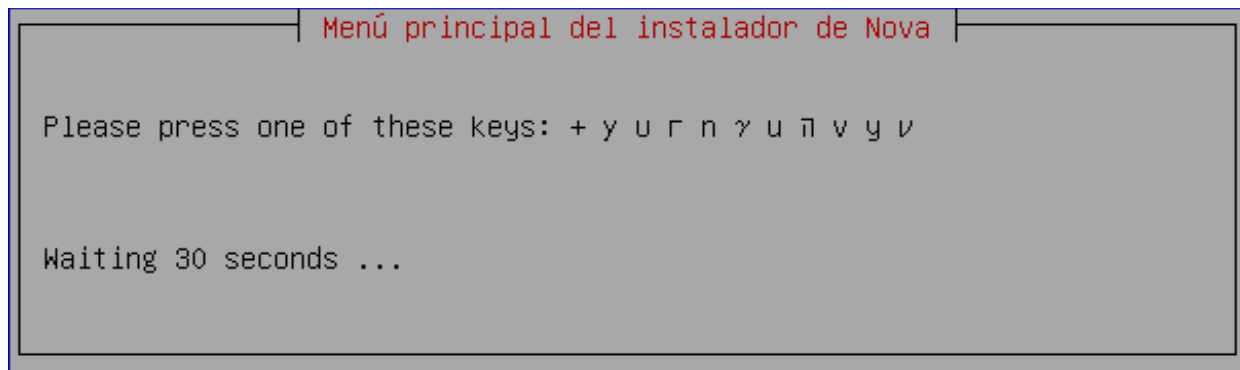 Menú principal del instalador de Nova
Please press one of these keys: + y u г n γ u ת v y ν
Waiting 30 seconds ...